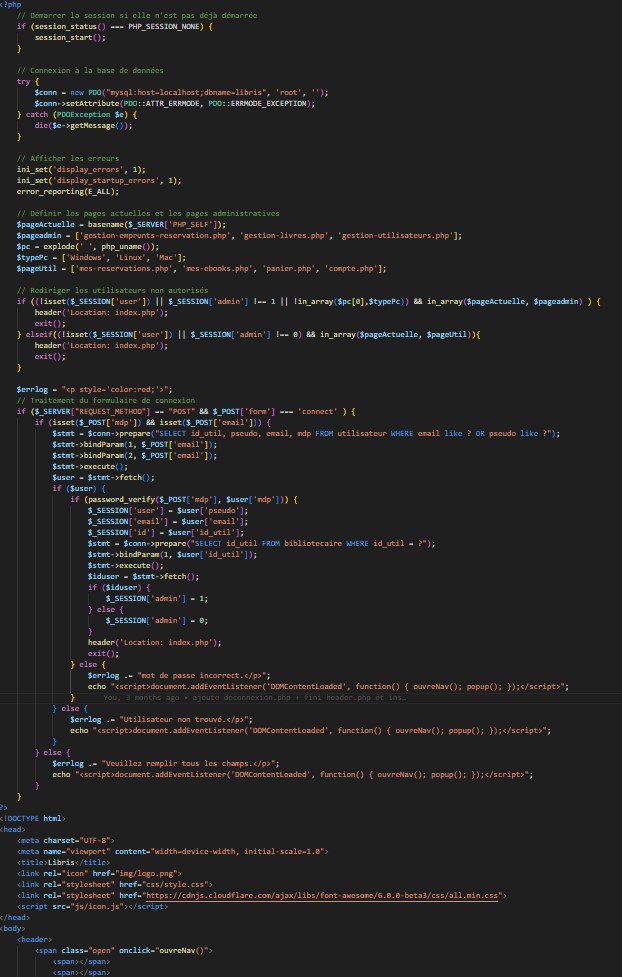 <?php
// Démarrer la session si elle n'est pas déjà démarrée
if (session_status() === PHP_SESSION_NONE) {
session_start();
}
// Connexion à la base de données
try {
$conn = new PDO("mysql:host=localhost;dbname=libris", 'root', '');
$conn->setAttribute(PDO::ATTR_ERRMODE, PDO::ERRMODE_EXCEPTION);
} catch (PDOException $e) {
die($e->getMessage());
}
// Afficher les erreurs
ini_set('display_errors', 1);
ini_set('display_startup_errors', 1);
error_reporting(E_ALL);
// Définir les pages actuelles et les pages administratives
$pageActuelle = basename($_SERVER['PHP_SELF']);
$pageadmin = ['gestion-emprunts-reservation.php', 'gestion-livres.php', 'gestion-utilisateurs.php'];
$pc = explode(' ', php_uname());
$typePc = ['Windows', 'Linux', 'Mac'];
$pageUtil = ['mes-reservations.php', 'mes-ebooks.php', 'panier.php', 'compte.php'];
// Rediriger les utilisateurs non autorisés
if ((!isset($_SESSION['user']) || $_SESSION['admin'] !== 1 || !in_array($pc[0],$typePc)) && in_array($pageActuelle, $pageadmin) ) {
header('Location: index.php');
exit();
} elseif((!isset($_SESSION['user']) || $_SESSION['admin'] !== 0) && in_array($pageActuelle, $pageUtil)){
header('Location: index.php');
exit();
}
$errlog = "<p style='color:red;'>";
// Traitement du formulaire de connexion
if ($_SERVER["REQUEST_METHOD"] == "POST" && $_POST['form'] === 'connect' ) {
if (isset($_POST['mdp']) && isset($_POST['email'])) {
$stmt = $conn->prepare("SELECT id_util, pseudo, email, mdp FROM utilisateur WHERE email like ? OR pseudo like ?");
$stmt->bindParam(1, $_POST['email']);
$stmt->bindParam(2, $_POST['email']);
$stmt->execute();
$user = $stmt->fetch();
if ($user) {
if (password_verify($_POST['mdp'], $user['mdp'])) {
$_SESSION['user'] = $user['pseudo'];
$_SESSION['email'] = $user['email'];
$_SESSION['id'] = $user['id_util'];
$stmt = $conn->prepare("SELECT id_util FROM bibliotecaire WHERE id_util = ?");
$stmt->bindParam(1, $user['id_util']);
$stmt->execute();
$iduser = $stmt->fetch();
if ($iduser) {
$_SESSION['admin'] = 1;
} else {
$_SESSION['admin'] = 0;
}
header('Location: index.php');
exit();
} else {
$errlog .= "mot de passe incorrect.</p>";
echo "<script>document.addEventListener('DOMContentLoaded', function() { ouvreNav(); popup(); });</script>";
} You, 3 months ago • ajoute deconnexion.php + fini header.php et ins…
} else {
$errlog .= "Utilisateur non trouvé.</p>";
echo "<script>document.addEventListener('DOMContentLoaded', function() { ouvreNav(); popup(); });</script>";
}
} else {
$errlog .= "Veuillez remplir tous les champs.</p>";
echo "<script>document.addEventListener('DOMContentLoaded', function() { ouvreNav(); popup(); });</script>";
}
}
?>
<!DOCTYPE html>
<head>
<meta charset="UTF-8">
<meta name="viewport" content="width=device-width, initial-scale=1.0">
<title>Libris</title>
<link rel="icon" href="img/logo.png">
<link rel="stylesheet" href="css/style.css">
<link rel="stylesheet" href="https://cdnjs.cloudflare.com/ajax/libs/font-awesome/6.0.0-beta3/css/all.min.css">
<script src="js/icon.js"></script>
</head>
<body>
<header>
<span class="open" onclick="ouvreNav()">
<span></span>
<span></span>